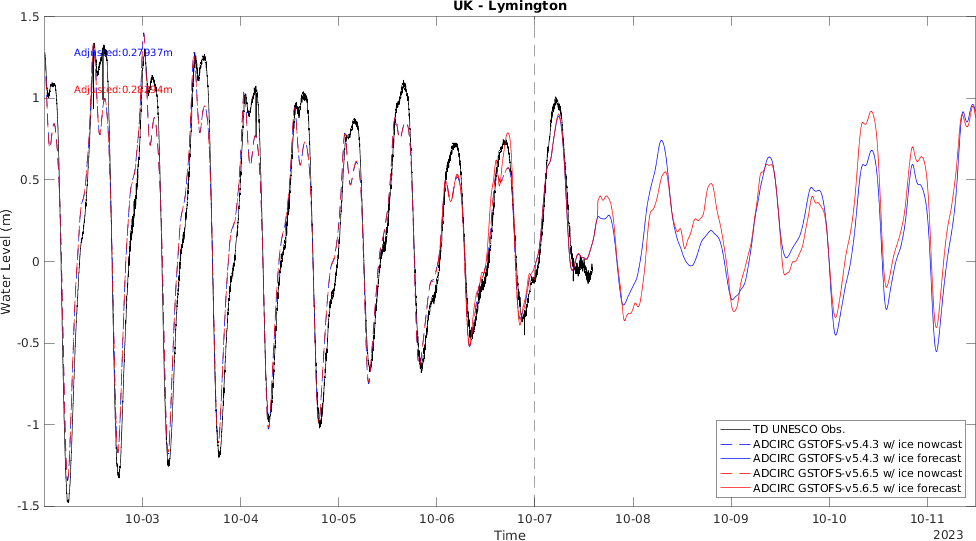 UK - Lymington
1.5
Adjusted:0.27937m
Adjusted:
1
0.5
0
-0.5
-1
-1.5
Water Level (m)
10-03
10-04
10-05
10-06
10-07
10-08
10-09
10-10
10-11
Time
2023
TD UNESCO Obs.
ADCIRC GSTOFS-v5.4.3 w/ ice nowcast
ADCIRC GSTOFS-v5.4.3 w/ ice forecast
ADCIRC GSTOFS-v5.6.5 w/ ice nowcast
ADCIRC GSTOFS-v5.6.5 w/ ice forecast